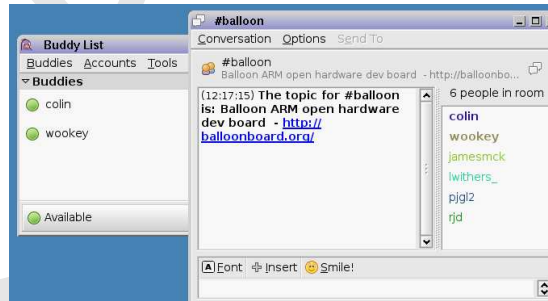 #balloon
Buddy List
Conversation Options Send To
Buddies Accounts Tools
#balloon
Balloon ARM open hardware dev board - http://balloonbo...
Buddies
colin
wookey
Available
(12:17:15) The topic for #balloon
is: Balloon ARM open hardware
dev board - http://
balloonboard.org/
6 people in room
colin
wookey
jamesmck
lwithers_
pjgl2
rjd
A Font Insert Smile!